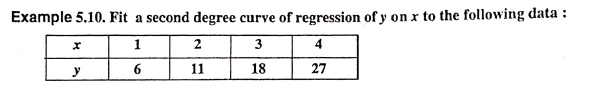 Example 5.10. Fit a second degree curve of regression of y on x to the following data :
x 1 2 3 4
y 6 11 18 27